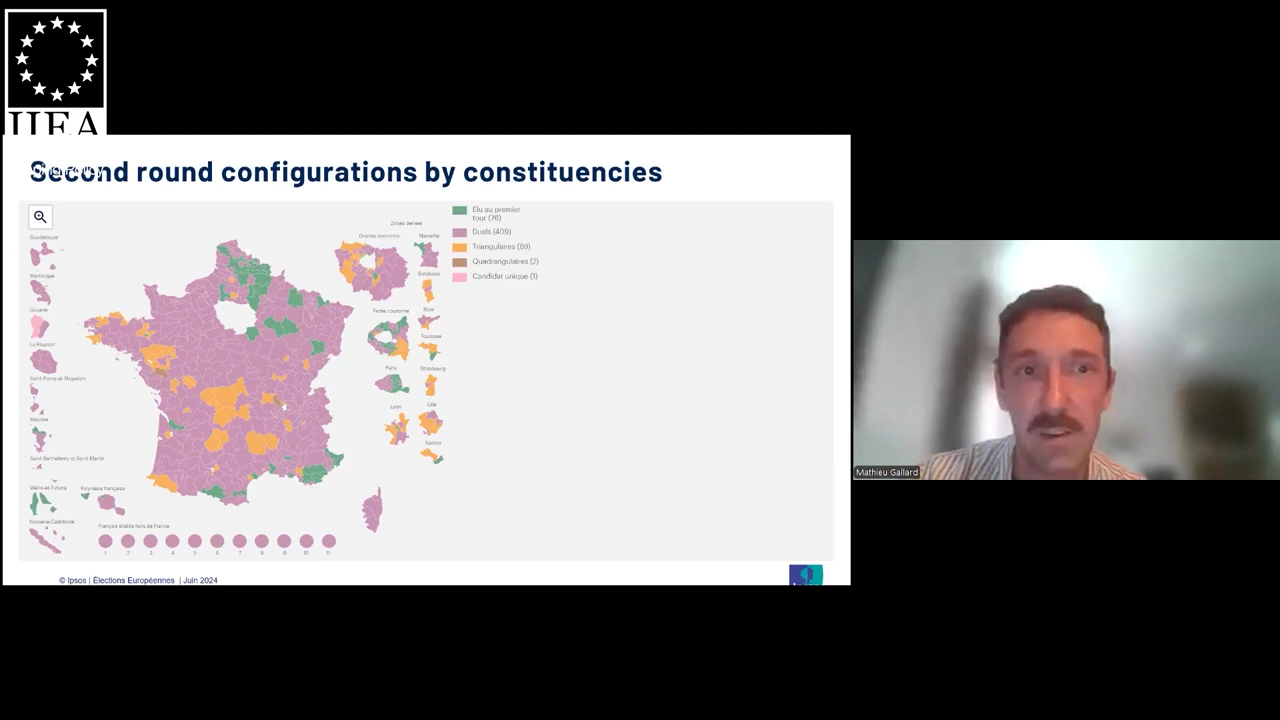 IIEA
Second round configurations by constituencies
Guadeloupe
Martinique
Guyane
La Réunion
Saint-Pierre-et-Miquelon
Mayotte
Saint-Barthélemy et Saint-Martin
Wallis-et-Futuna
Polynésie française
Nouvelle-Calédonie
Français établis hors de France
1 2 3 4 5 6 7 8 9 10 11
Zones denses
Grande couronne
Marseille
Bordeaux
Petite couronne
Nice
Toulouse
Paris
Strasbourg
Lyon
Lille
Nantes
Elu au premier
tour (76)
Duels (409)
Triangulaires (89)
Quadrangulaires (2)
Candidat unique (1)
© Ipsos | Élections Européennes | Juin 2024
Mathieu Gallard